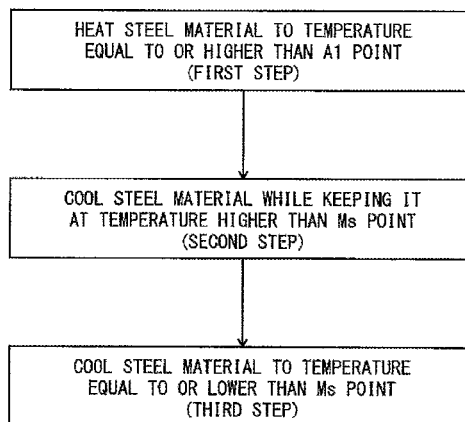 HEAT STEEL MATERIAL TO TEMPERATURE
EQUAL TO OR HIGHER THAN A1 POINT
(FIRST STEP)
COOL STEEL MATERIAL WHILE KEEPING IT
AT TEMPERATURE HIGHER THAN Ms POINT
(SECOND STEP)
COOL STEEL MATERIAL TO TEMPERATURE
EQUAL TO OR LOWER THAN Ms POINT
(THIRD STEP)